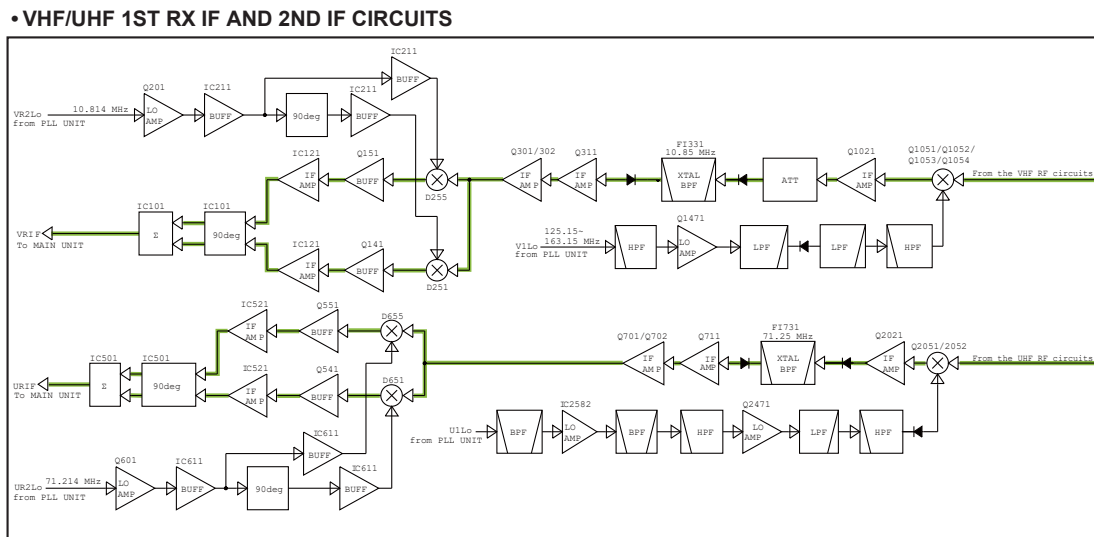 • VHF/UHF 1ST RX IF AND 2ND IF CIRCUITS
IC211
BUFF
Q201
IC211
IC211
VR2Lo
10.814 MHz
from PLL UNIT
LO
AMP
BUFF
90deg
BUFF
IC121
Q151
IF
AMP
BUFF
D255
Q301/302
Q311
IF
AMP
IF
AMP
FI331
10.85 MHz
XTAL
BPF
ATT
Q1021
IF
AMP
Q1051/Q1052/
Q1053/Q1054
From the VHF RF circuits
IC101
IC101
VRIF
To MAIN UNIT
Σ
90deg
IC121
Q141
IF
AMP
BUFF
D251
V1Lo
125.15~
163.15 MHz
from PLL UNIT
HPF
Q1471
LO
AMP
LPF
LPF
HPF
IC521
Q551
IF
AMP
BUFF
D655
Q701/Q702
Q711
IF
AMP
IF
AMP
FI731
71.25 MHz
XTAL
BPF
Q2021
IF
AMP
Q2051/2052
From the UHF RF circuits
IC501
IC501
URIF
To MAIN UNIT
Σ
90deg
IC521
Q541
IF
AMP
BUFF
D651
U1Lo
from PLL UNIT
BPF
IC2582
LO
AMP
BPF
HPF
Q2471
LO
AMP
LPF
HPF
IC611
BUFF
Q601
IC611
IC611
UR2Lo
71.214 MHz
from PLL UNIT
LO
AMP
BUFF
90deg
BUFF